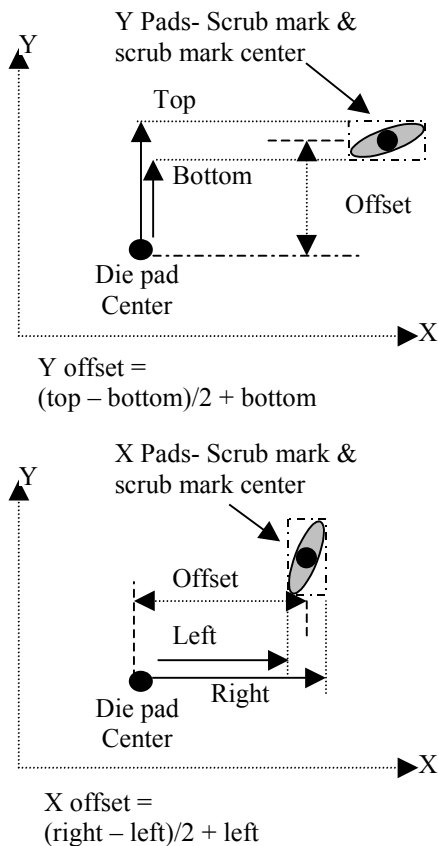 Y
Y Pads- Scrub mark &
scrub mark center
Top
Bottom
Offset
Die pad
Center
X
Y offset =
(top – bottom)/2 + bottom
Y
X Pads- Scrub mark &
scrub mark center
Offset
Left
Right
Die pad
Center
X
X offset =
(right – left)/2 + left